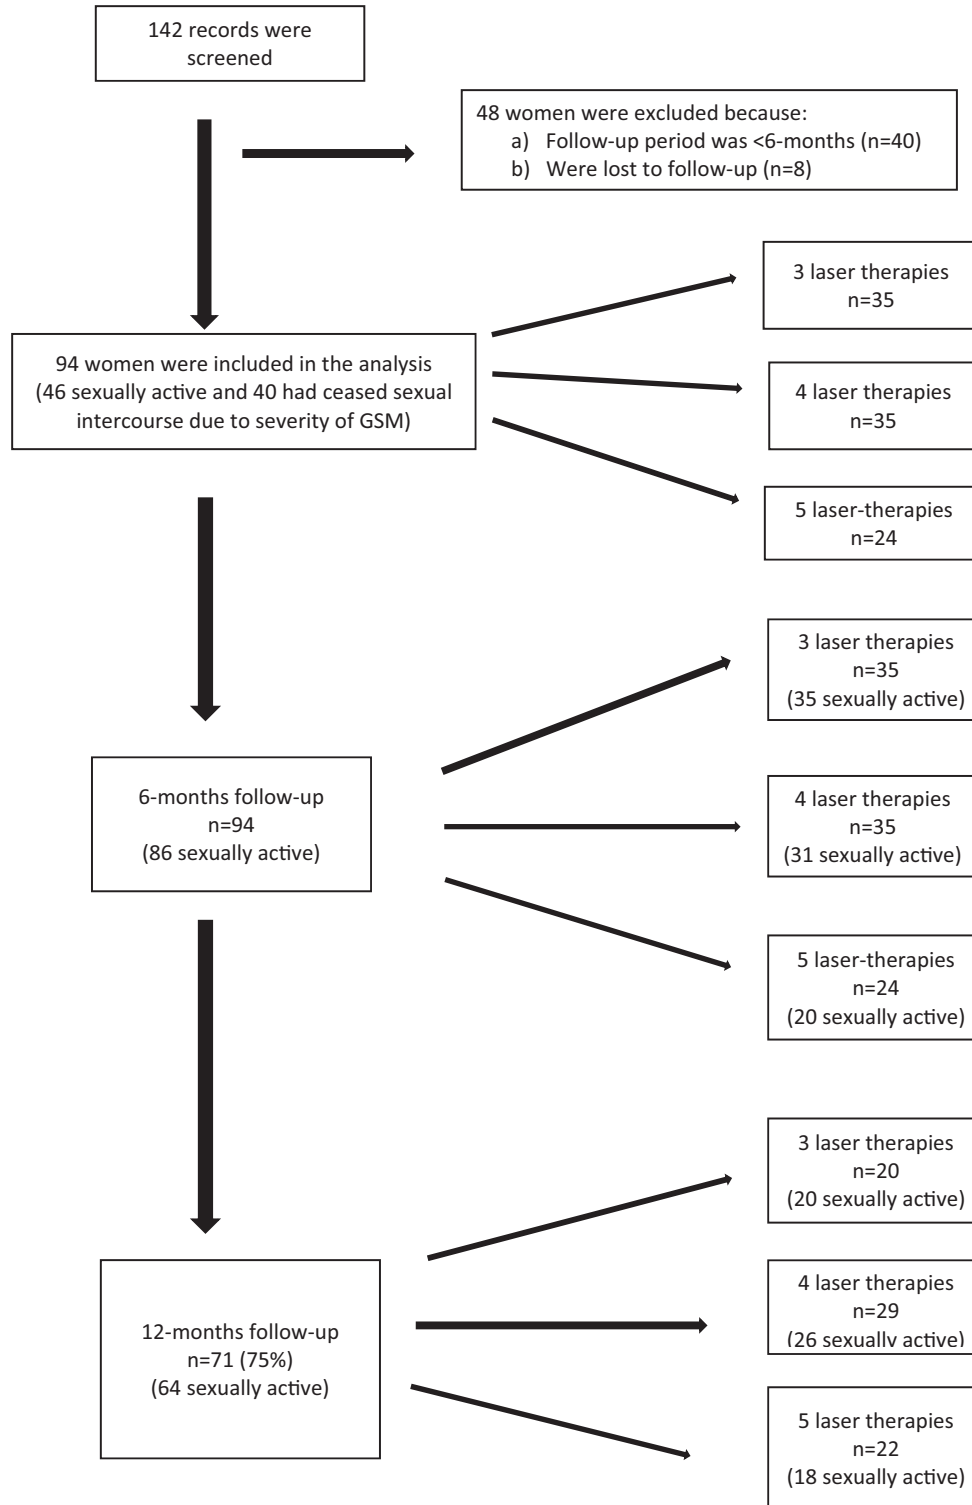 142 records were
screened
48 women were excluded because:
a) Follow-up period was <6-months (n=40)
b) Were lost to follow-up (n=8)
3 laser therapies
n=35
94 women were included in the analysis
(46 sexually active and 40 had ceased sexual
intercourse due to severity of GSM)
4 laser therapies
n=35
5 laser-therapies
n=24
3 laser therapies
n=35
(35 sexually active)
6-months follow-up
n=94
(86 sexually active)
4 laser therapies
n=35
(31 sexually active)
5 laser-therapies
n=24
(20 sexually active)
3 laser therapies
n=20
(20 sexually active)
12-months follow-up
n=71 (75%)
(64 sexually active)
4 laser therapies
n=29
(26 sexually active)
5 laser therapies
n=22
(18 sexually active)